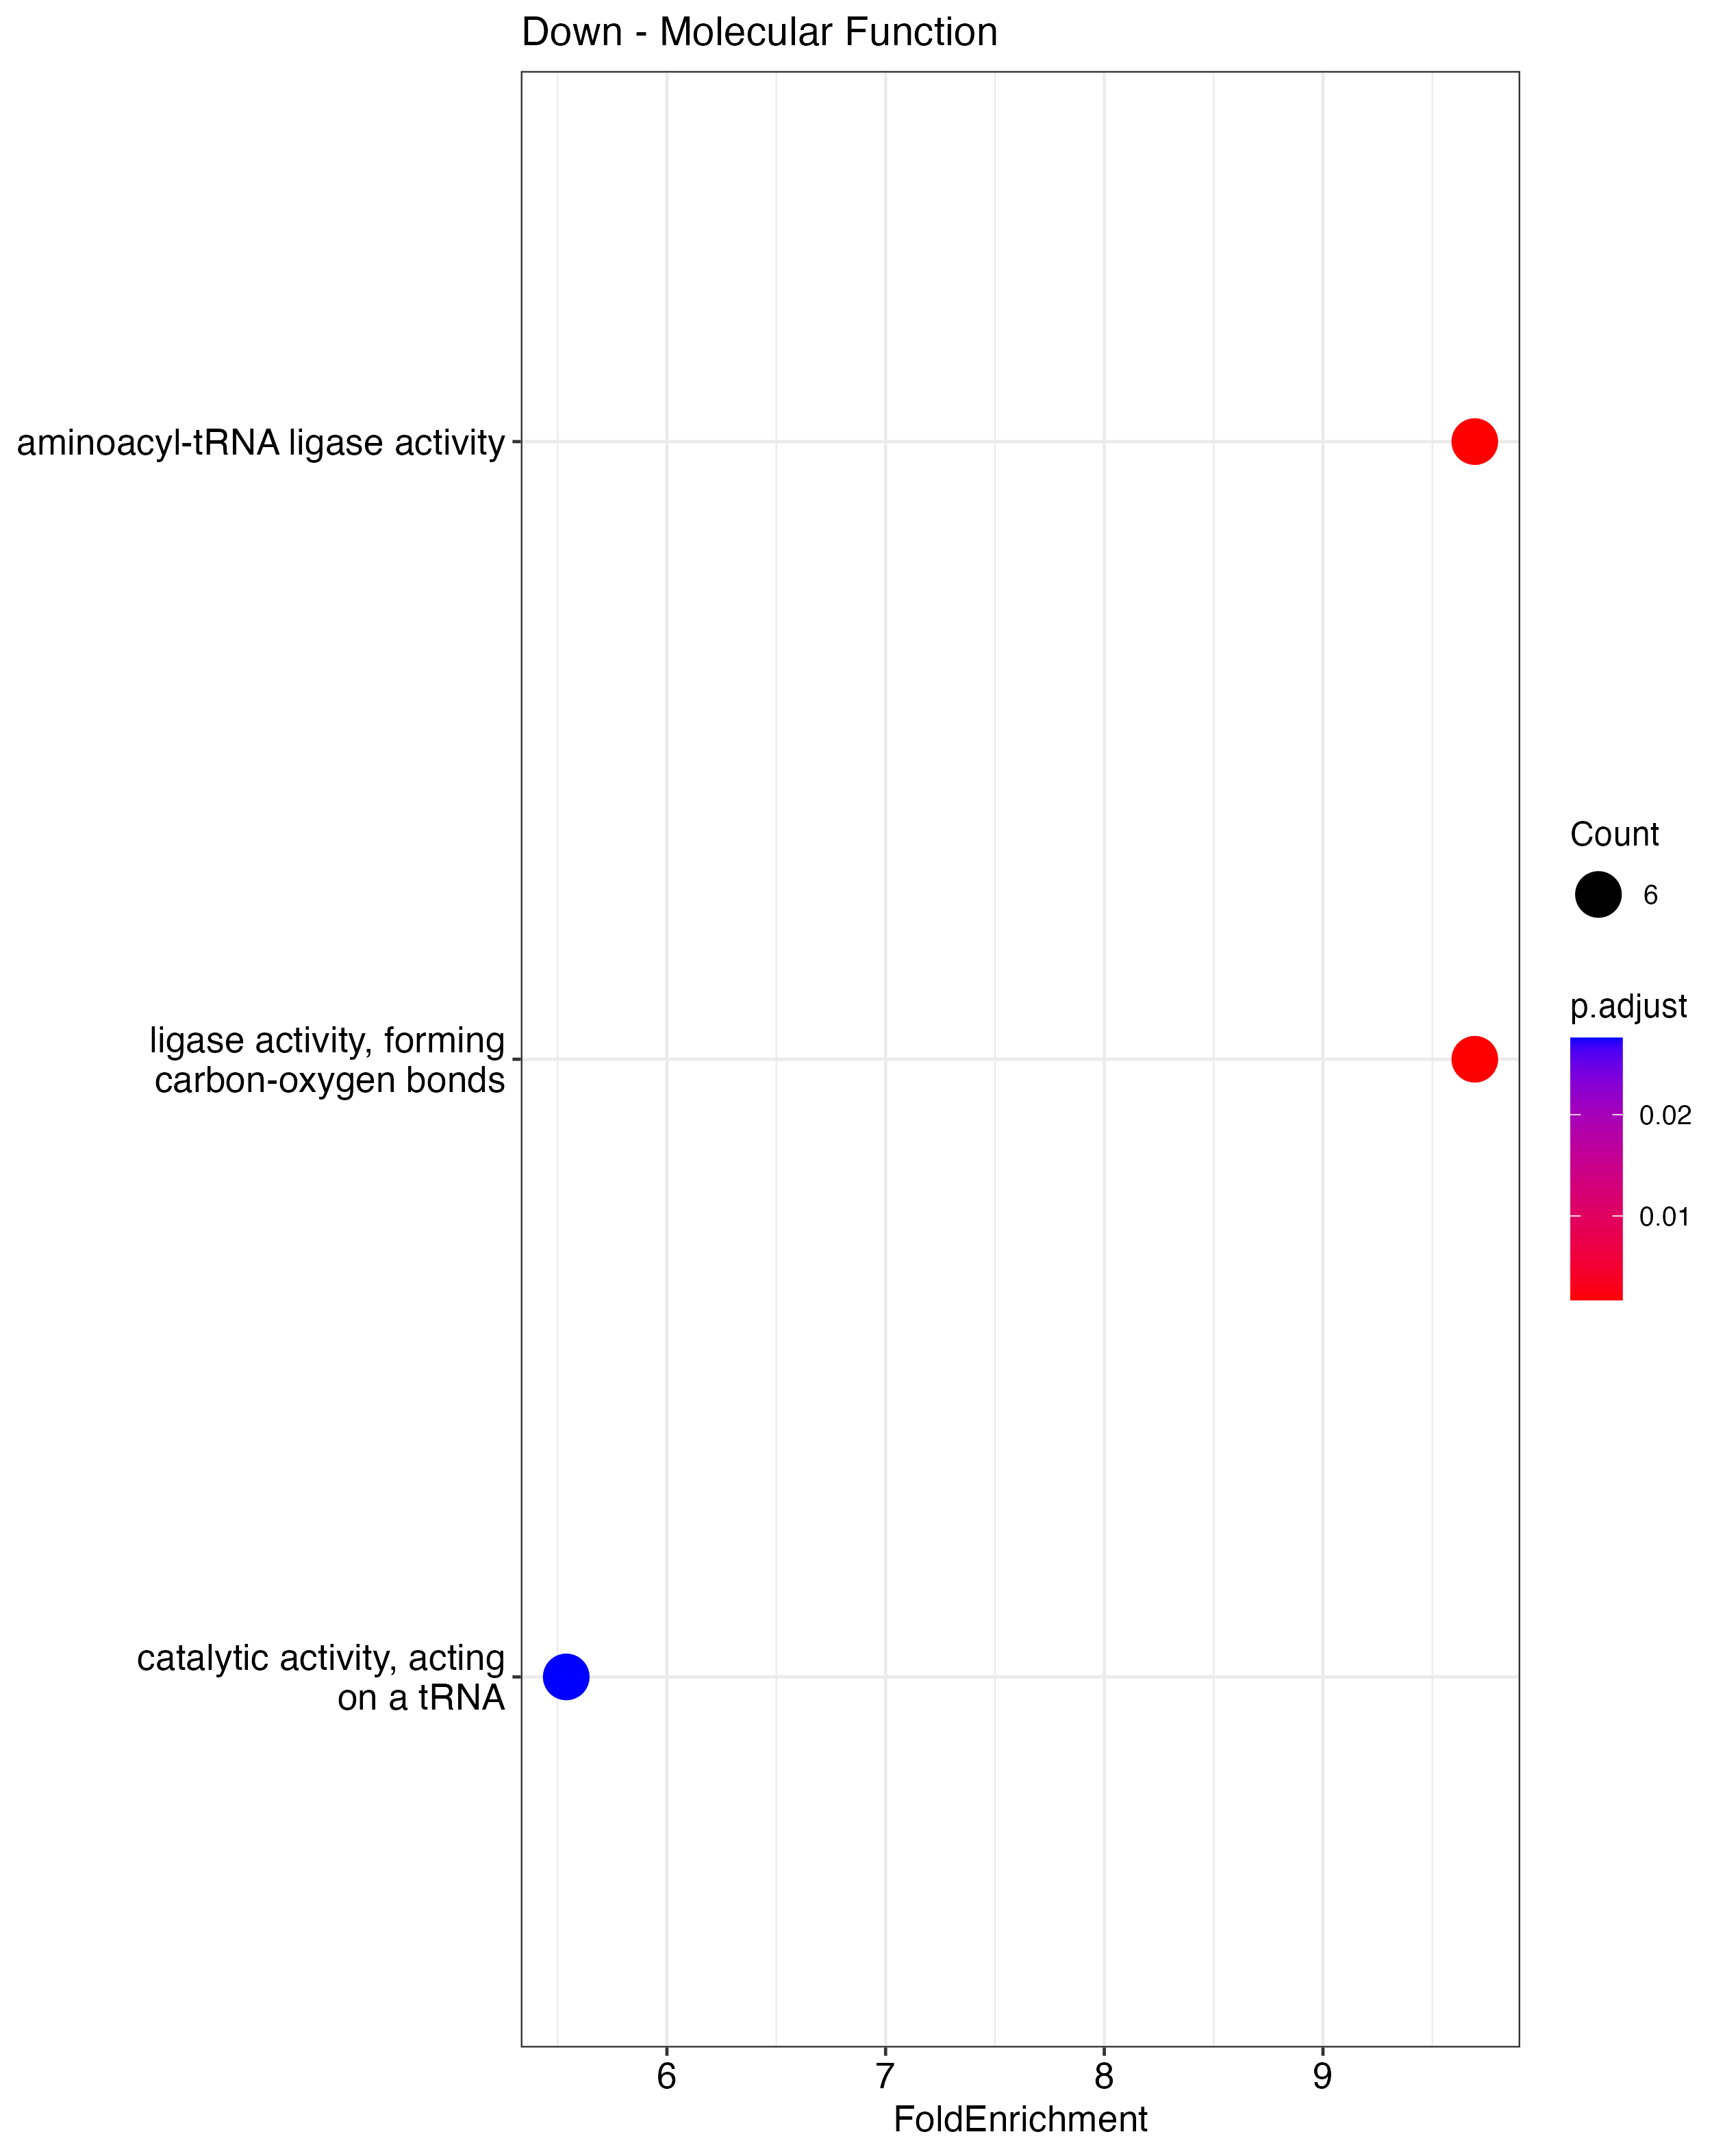 Down - Molecular Function
aminoacyl-tRNA ligase activity
ligase activity, forming
carbon-oxygen bonds
catalytic activity, acting
on a tRNA
6 7 8 9
FoldEnrichment
Count
6
p.adjust
0.02
0.01